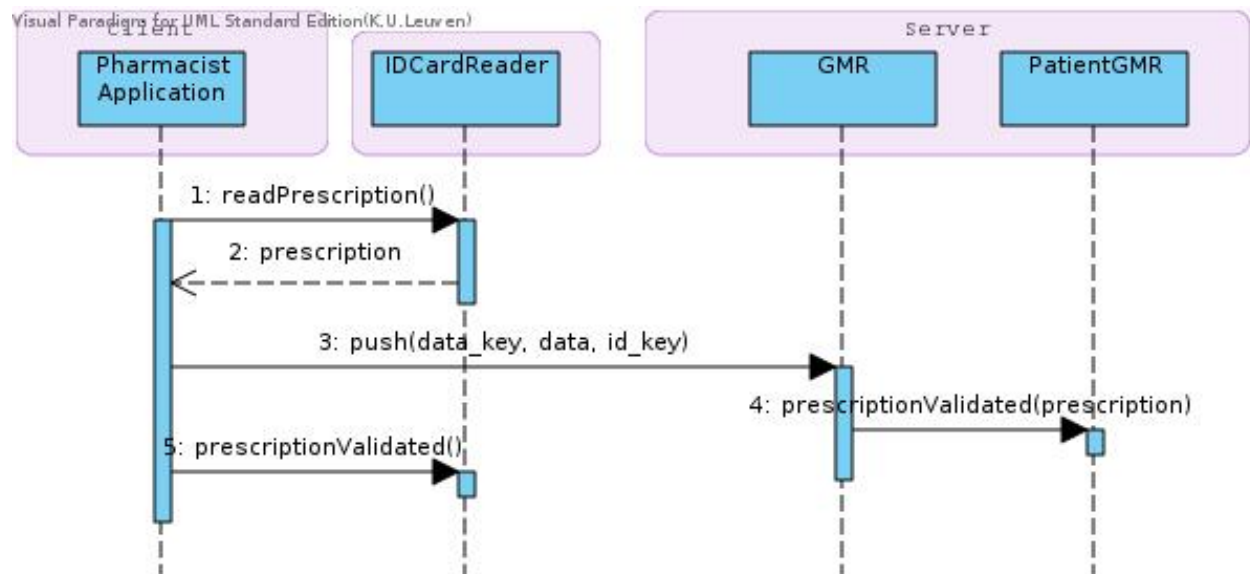 Visual Paradigm for UML Standard Edition(K.U.Leuven)
Client
Server
Pharmacist
Application
IDCardReader
GMR
PatientGMR
1: readPrescription()
2: prescription
3: push(data_key, data, id_key)
4: prescriptionValidated(prescription)
5: prescriptionValidated()